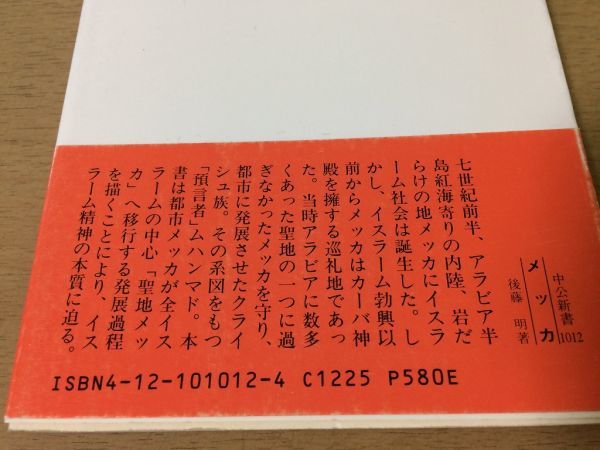 中公新書
1012
メッカ
後藤 明著
七世紀前半、アラビア半
島紅海寄りの内陸、岩だ
らけの地メッカにイスラ
ーム社会は誕生した。し
かし、イスラーム勃興以
前からメッカはカーバ神
殿を擁する巡礼地であっ
た。当時アラビアに数多
くあった聖地の一つに過
ぎなかったメッカを守り、
都市に発展させたクライ
シュ族。その系図をもつ
「預言者」ムハンマド。本
書は都市メッカが全イス
ラームの中心「聖地メッ
カ」へ移行する発展過程
を描くことにより、イス
ラーム精神の本質に迫る。
ISBN4-12-101012-4 C1225 P580E